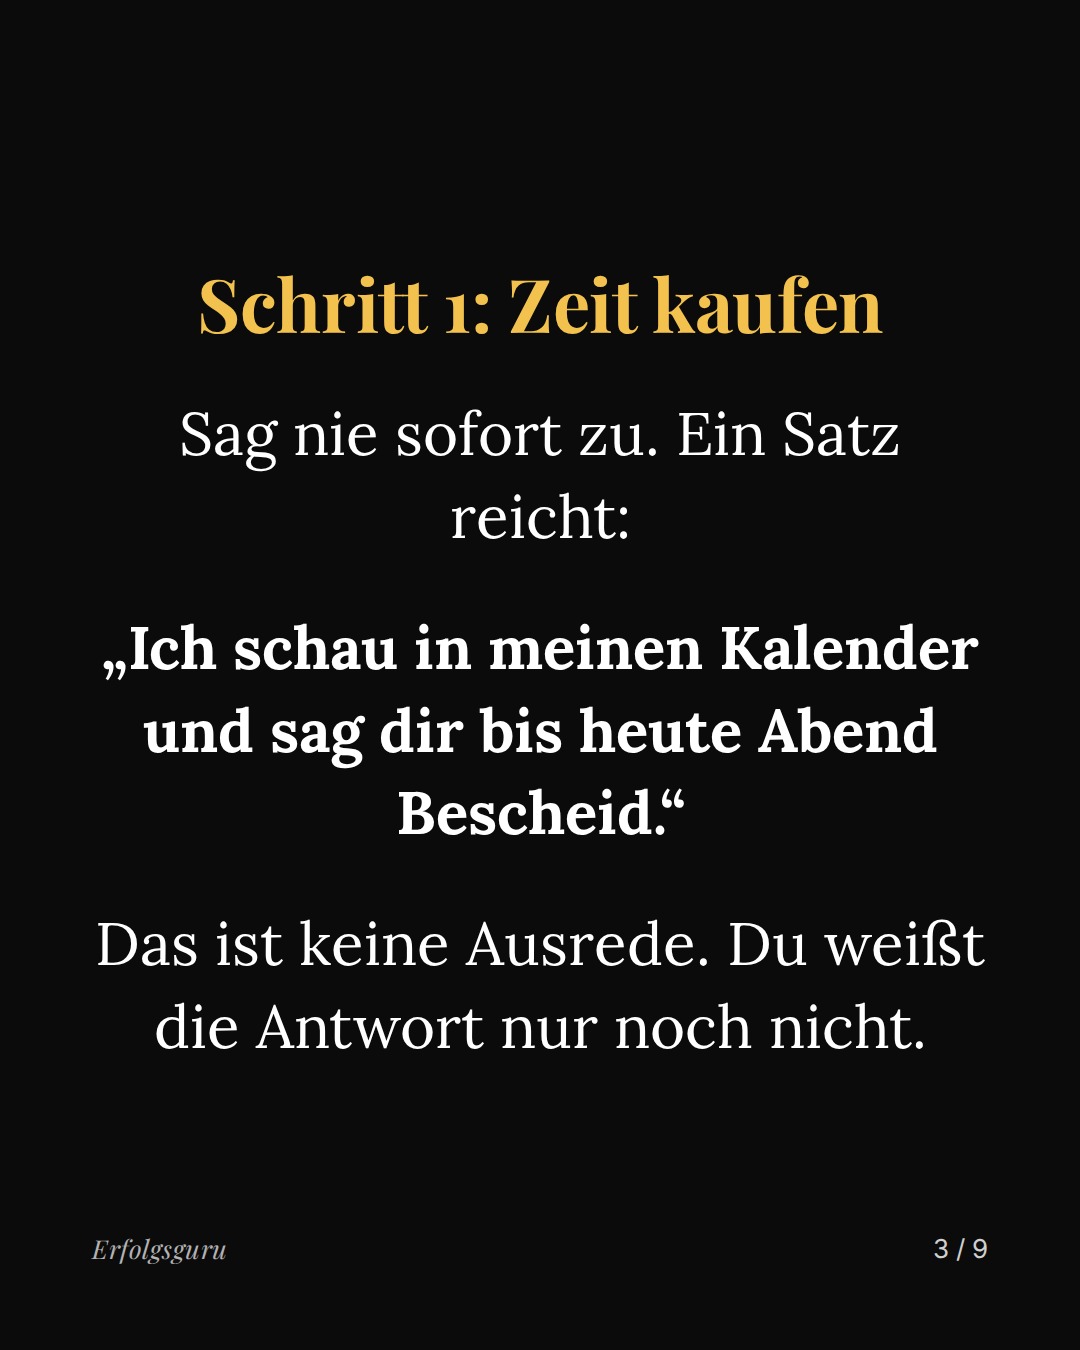 Schritt 1: Zeit kaufen
Sag nie sofort zu. Ein Satz
reicht:
„Ich schau in meinen Kalender
und sag dir bis heute Abend
Bescheid.“
Das ist keine Ausrede. Du weißt
die Antwort nur noch nicht.
Erfolgsguru
3 / 9